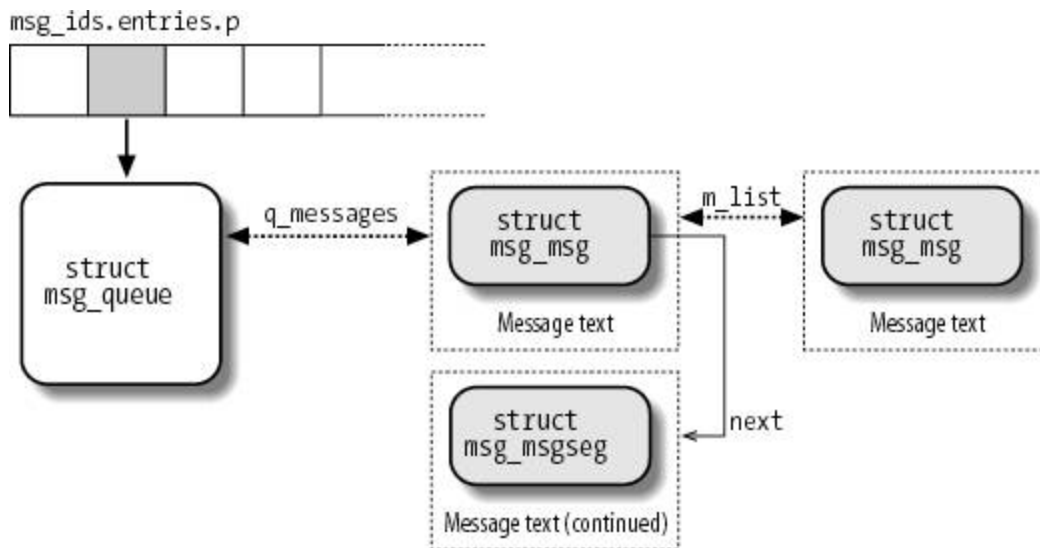 msg_ids.entries.p
q_messages
m_list
struct
msg_queue
struct
msg_msg
Message text
struct
msg_msg
Message text
struct
msg_msgseg
next
Message text (continued)